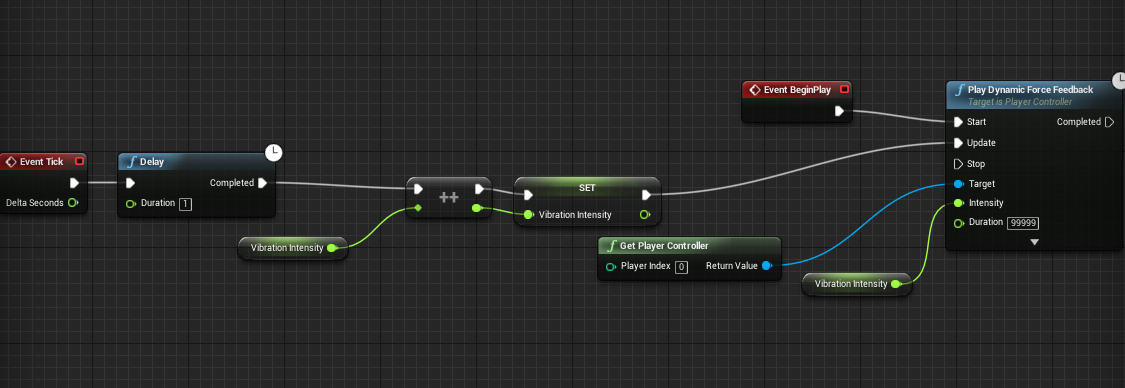 Event BeginPlay
Play Dynamic Force Feedback
Target is Player Controller
Start
Completed
Update
Stop
Target
Intensity
Duration 99999
Event Tick
Delta Seconds
Delay
Completed
Duration 1
++
SET
Vibration Intensity
Vibration Intensity
Get Player Controller
Player Index 0
Return Value
Vibration Intensity